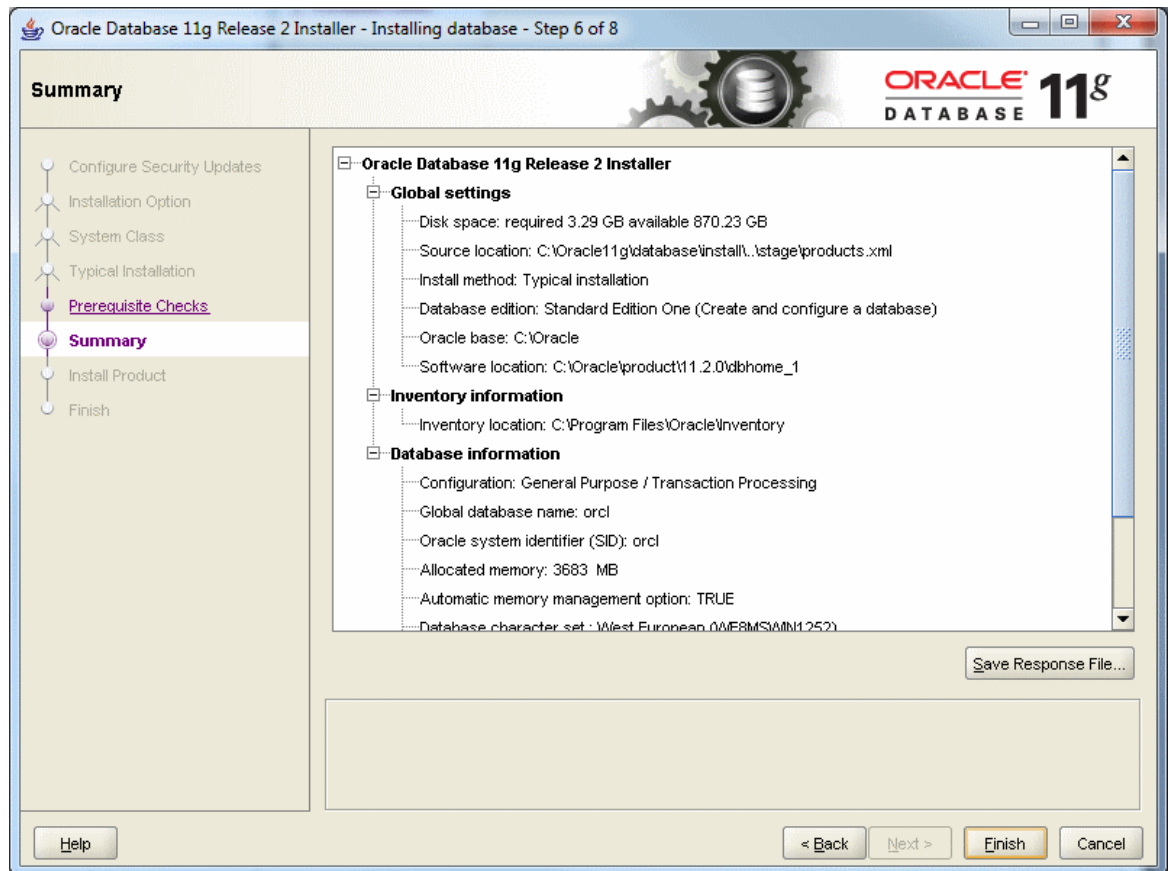 Oracle Database 11g Release 2 Installer - Installing database - Step 6 of 8
Summary
ORACLE 11g
DATABASE
Configure Security Updates
Installation Option
System Class
Typical Installation
Prerequisite Checks
Summary
Install Product
Finish
Oracle Database 11g Release 2 Installer
Global settings
Disk space: required 3.29 GB available 870.23 GB
Source location: C:\Oracle11g\database\install\..\stage\products.xml
Install method: Typical installation
Database edition: Standard Edition One (Create and configure a database)
Oracle base: C:\Oracle
Software location: C:\Oracle\product\11.2.0\dbhome_1
Inventory information
Inventory location: C:\Program Files\Oracle\Inventory
Database information
Configuration: General Purpose / Transaction Processing
Global database name: orcl
Oracle system identifier (SID): orcl
Allocated memory: 3683 MB
Automatic memory management option: TRUE
Database character set : West European (WE8MSWIN1252)
Save Response File...
Help
< Back
Next >
Finish
Cancel